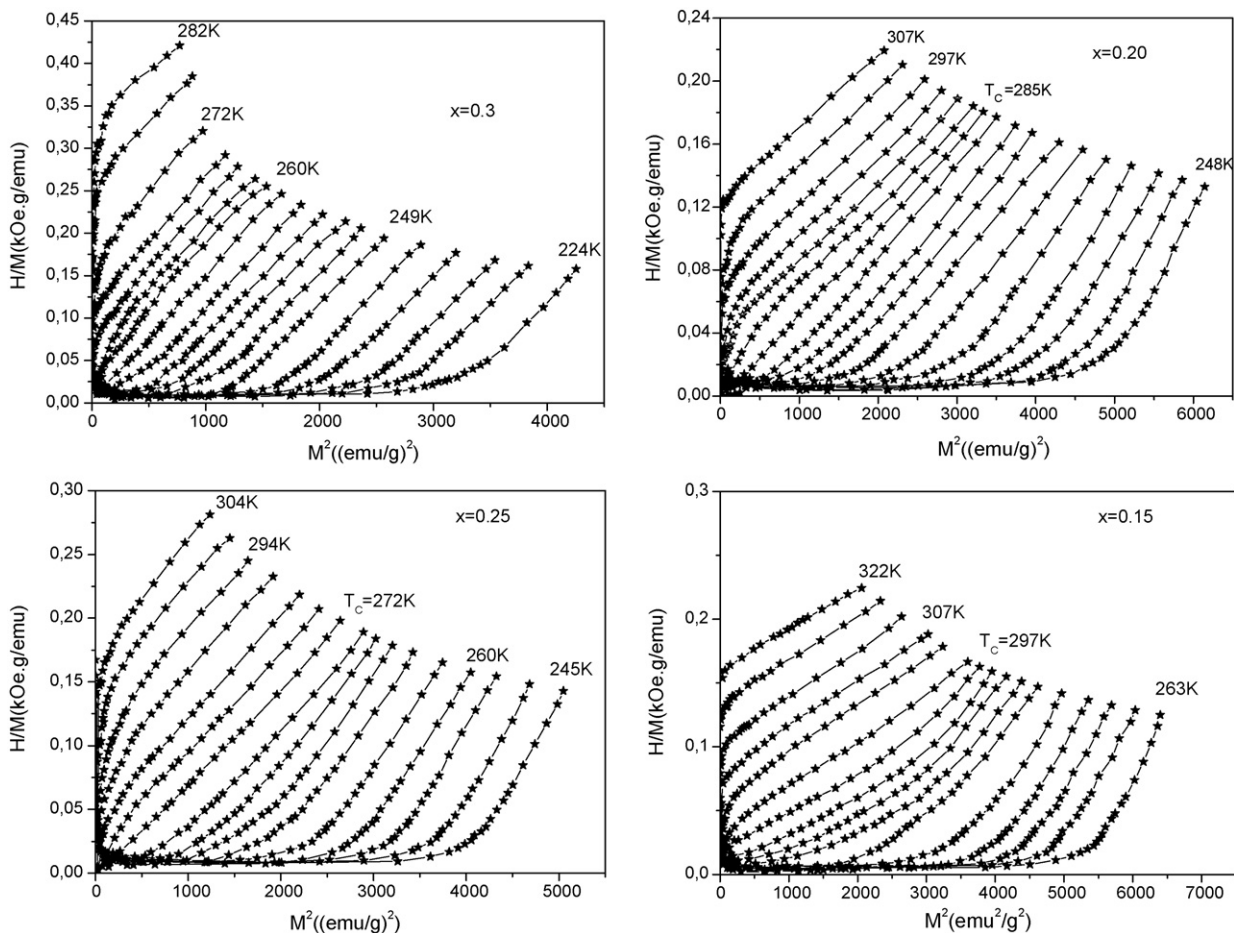 0,45
0,40
0,35
0,30
0,25
0,20
0,15
0,10
0,05
0,00
H/M(kOe.g/emu)
282K
272K
x=0.3
260K
249K
224K
0 1000 2000 3000 4000
M²((emu/g)²)
0,24
0,20
0,16
0,12
0,08
0,04
0,00
H/M(kOe.g/emu)
307K
x=0.20
297K
T_C=285K
248K
0 1000 2000 3000 4000 5000 6000
M²((emu/g)²)
0,30
0,25
0,20
0,15
0,10
0,05
0,00
H/M(kOe.g/emu)
304K
x=0.25
294K
T_C=272K
260K
245K
0 1000 2000 3000 4000 5000
M²((emu/g)²)
0,3
0,2
0,1
0,0
H/M(kOe.g/emu)
x=0.15
322K
307K
T_C=297K
263K
0 1000 2000 3000 4000 5000 6000 7000
M²(emu²/g²)